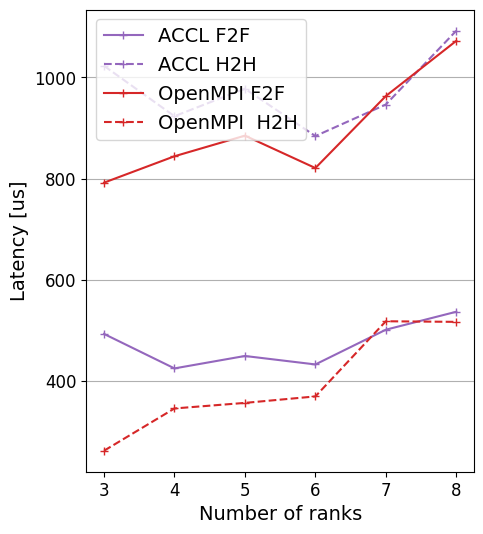 ACCL F2F
ACCL H2H
OpenMPI F2F
OpenMPI  H2H
1000
800
600
400
Latency [us]
3 4 5 6 7 8
Number of ranks